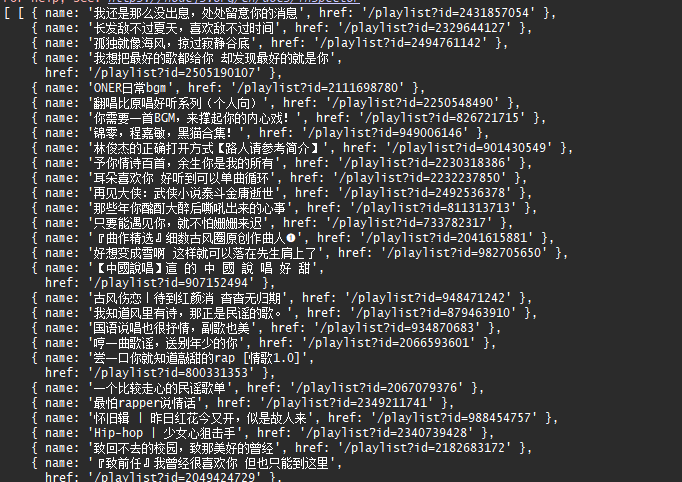 [ [ { name: '我还是那么没出息，处处留意你的消息', href: '/playlist?id=2431857054' },
{ name: '长发敌不过夏天，喜欢敌不过时间', href: '/playlist?id=2329644127' },
{ name: '孤独就像海风，掠过寂静谷底', href: '/playlist?id=2494761142' },
{ name: '我想把最好的歌都给你 却发现最好的就是你',
href: '/playlist?id=2505190107' },
{ name: 'ONER日常bgm', href: '/playlist?id=2111698780' },
{ name: '翻唱比原唱好听系列（个人向）', href: '/playlist?id=2250548490' },
{ name: '你需要一首BGM，来撑起你的内心戏！', href: '/playlist?id=826721715' },
{ name: '锦零，程嘉敏，黑猫合集！', href: '/playlist?id=949006146' },
{ name: '林俊杰的正确打开方式【路人请参考简介】', href: '/playlist?id=901430549' },
{ name: '予你情诗百首，余生你是我的所有', href: '/playlist?id=2230318386' },
{ name: '耳朵喜欢你 好听到可以单曲循环', href: '/playlist?id=2232237850' },
{ name: '再见大侠：武侠小说泰斗金庸逝世', href: '/playlist?id=2492536378' },
{ name: '那些年你酩酊大醉后嘶吼出来的心事', href: '/playlist?id=811313713' },
{ name: '只要能遇见你，就不怕姗姗来迟', href: '/playlist?id=733782317' },
{ name: '『曲作精选』细数古风圈原创作曲人❶', href: '/playlist?id=2041615881' },
{ name: '好想变成雪啊 这样就可以落在先生肩上了', href: '/playlist?id=982705650' },
{ name: '【中國說唱】這 的 中 國 說 唱 好 甜',
href: '/playlist?id=907152494' },
{ name: '古风伤恋丨待到红颜消 杳杳无归期', href: '/playlist?id=948471242' },
{ name: '我知道风里有诗，那正是民谣的歌。', href: '/playlist?id=879463910' },
{ name: '国语说唱也很抒情，副歌也美', href: '/playlist?id=934870683' },
{ name: '哼一曲歌谣，送别年少的你', href: '/playlist?id=2066593601' },
{ name: '尝一口你就知道敲甜的rap [情歌1.0]',
href: '/playlist?id=800331353' },
{ name: '一个比较走心的民谣歌单', href: '/playlist?id=2067079376' },
{ name: '最怕rapper说情话', href: '/playlist?id=2349211741' },
{ name: '怀旧辑 | 昨日红花今又开，似是故人来', href: '/playlist?id=988454757' },
{ name: 'Hip-hop | 少女心狙击手', href: '/playlist?id=2340739428' },
{ name: '致回不去的校园，致那美好的曾经', href: '/playlist?id=2182683172' },
{ name: '『致前任』我曾经很喜欢你 但也只能到这里',
href: '/playlist?id=2049424729' },